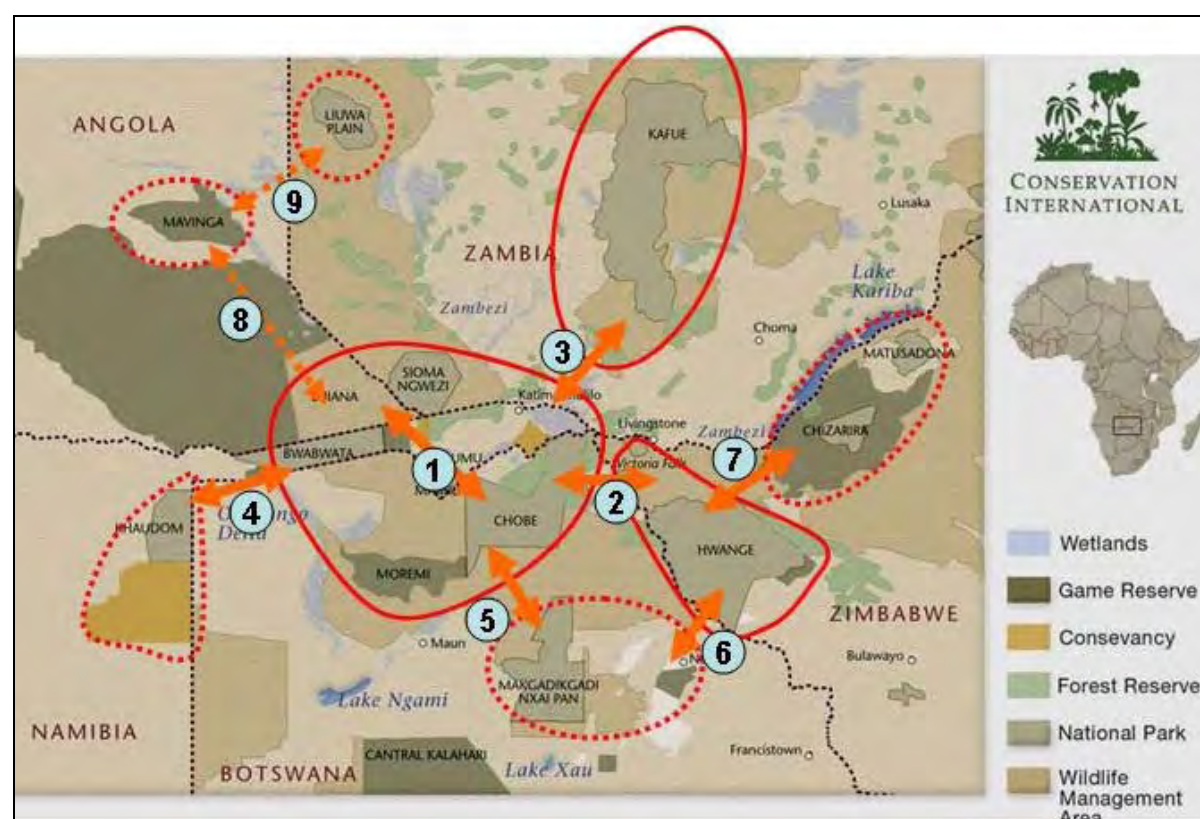 ANGOLA
LIUWA
PLAIN
KAFUE
CONSERVATION
INTERNATIONAL
MAVINGA
9
Lusaka
ZAMBIA
Lake
Kariba
Zambezi
8
3
Choma
MATUSADONA
SIOMA
NGWEZI
Livingstone
Zambezi
CHIZARIRA
BWABWATA
1
Victoria Falls
7
4
2
KHAUDOM
CHOBE
Wetlands
HWANGE
MOREMI
Game Reserve
5
ZIMBABWE
Maun
6
Consevancy
Bulawayo
MAKGADIKGADI
NXAI PAN
Forest Reserve
Lake Ngami
NAMIBIA
National Park
CANTRAL KALAHARI
Francistown
BOTSWANA
Lake Xau
Wildlife
Management
Area